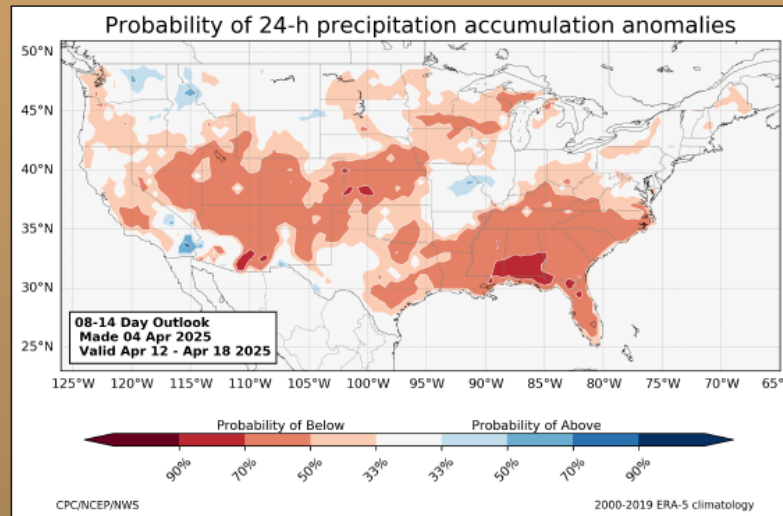 Probability of 24-h precipitation accumulation anomalies
50°N
45°N
40°N
35°N
30°N
25°N
08-14 Day Outlook
Made 04 Apr 2025
Valid Apr 12 - Apr 18 2025
125°W 120°W 115°W 110°W 105°W 100°W 95°W 90°W 85°W 80°W 75°W 70°W 65°
Probability of Below Probability of Above
90% 70% 50% 33% 33% 50% 70% 90%
CPC/NCEP/NWS 2000-2019 ERA-5 climatology